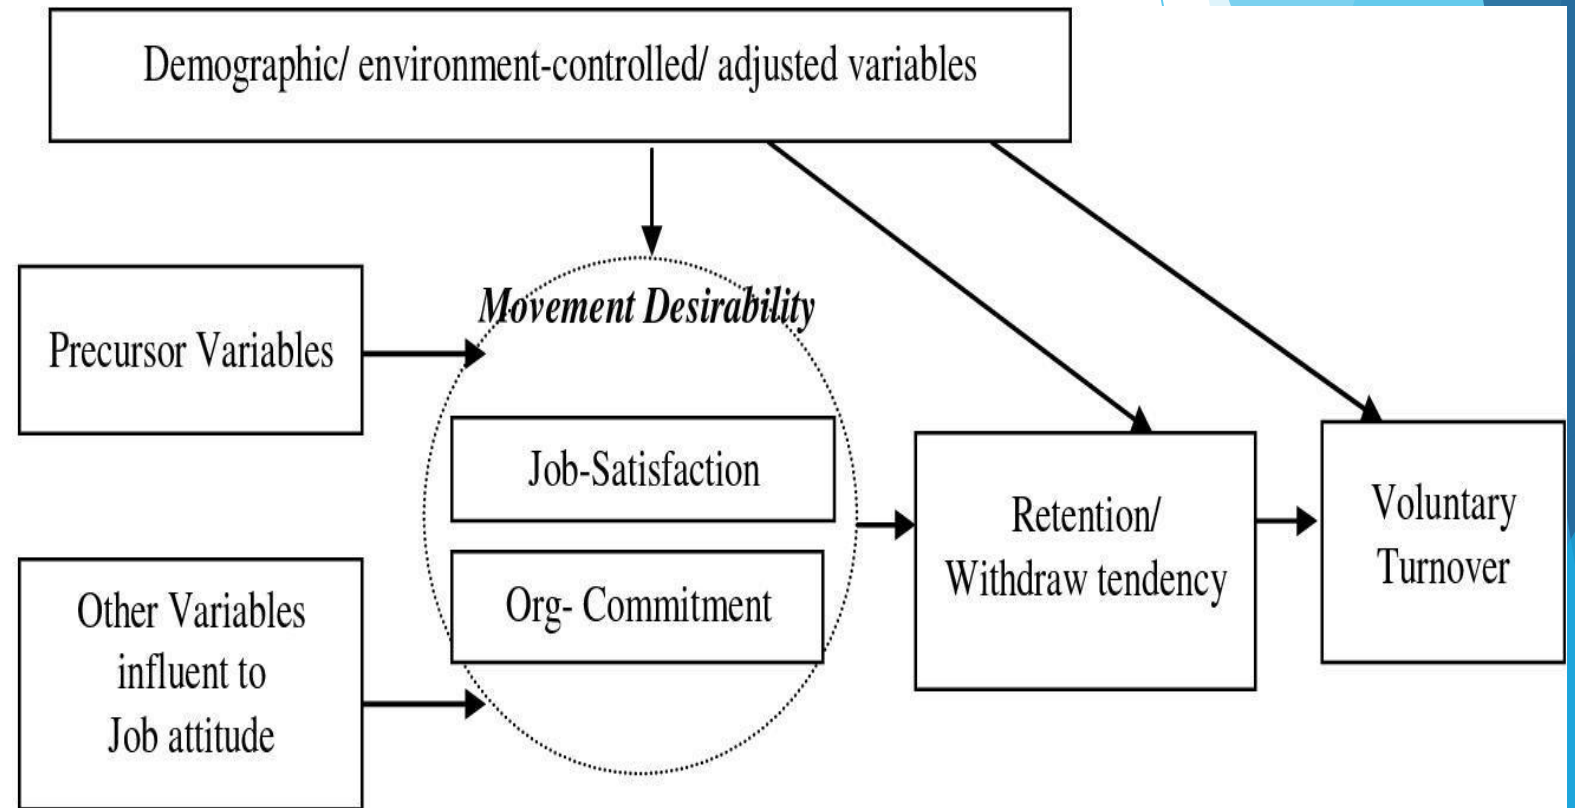 Demographic/ environment-controlled/ adjusted variables
Movement Desirability
Precursor Variables
Job-Satisfaction
Org- Commitment
Other Variables
influent to
Job attitude
Retention/
Withdraw tendency
Voluntary
Turnover